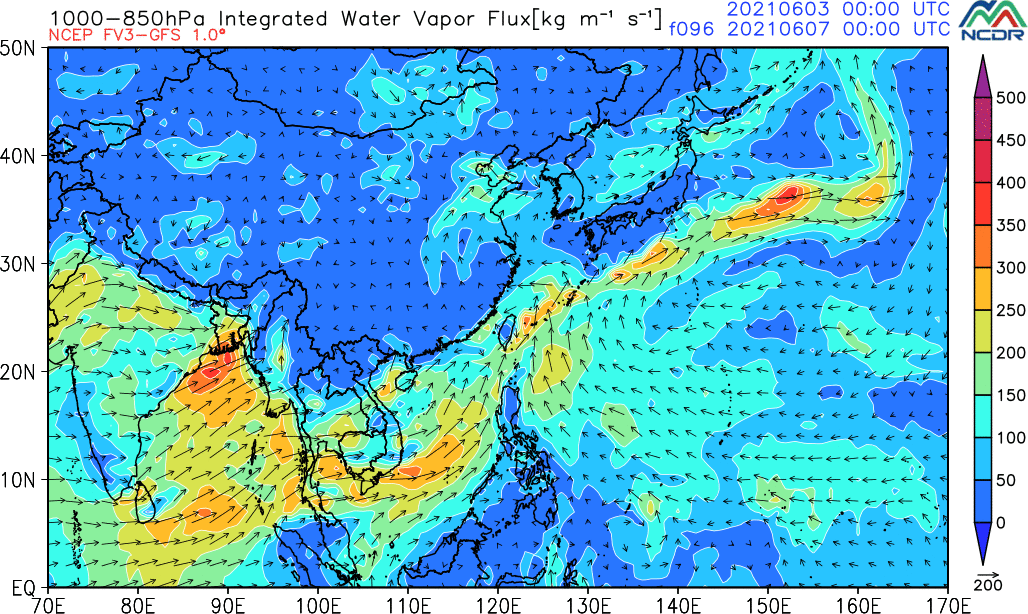 1000-850hPa Integrated Water Vapor Flux[kg m⁻¹ s⁻¹]
20210603 00:00 UTC
NCEP FV3-GFS 1.0°
f096 20210607 00:00 UTC
NCDR
50N
40N
30N
20N
10N
EQ
70E 80E 90E 100E 110E 120E 130E 140E 150E 160E 170E
500
450
400
350
300
250
200
150
100
50
0
200